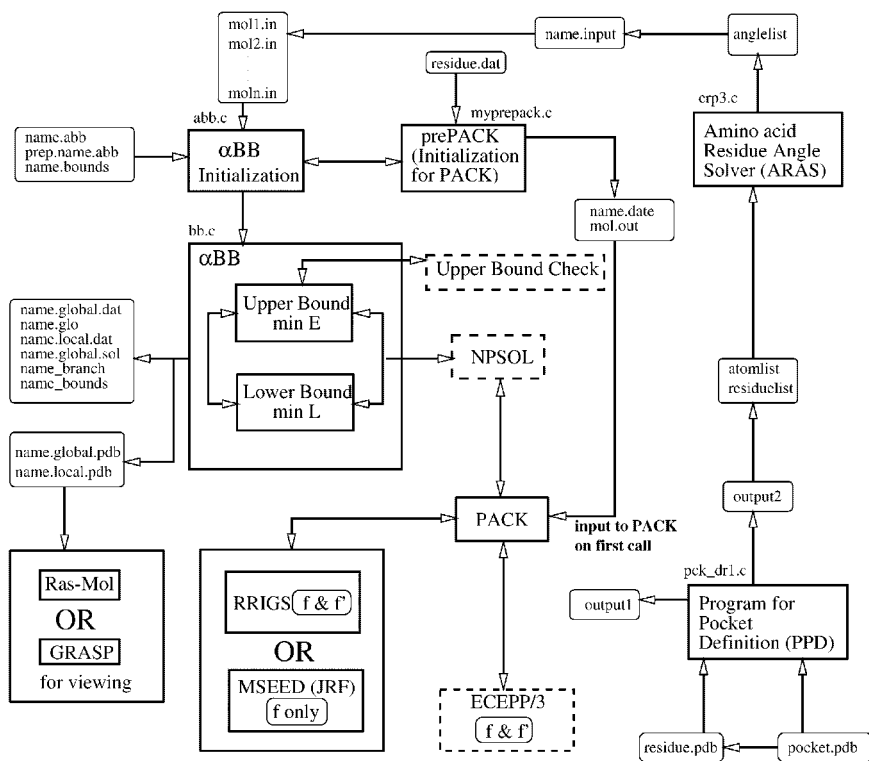 mol1.in
mol2.in
moln.in
name.input
anglelist
residue.dat
abb.c
myprepack.c
erp3.c
name.abb
prep.name.abb
name.bounds
αBB
Initialization
prePACK
(Initialization
for PACK)
Amino acid
Residue Angle
Solver (ARAS)
name.date
mol.out
bb.c
αBB
Upper Bound Check
Upper Bound
min E
name.global.dat
name.glo
name.local.dat
name.global.sol
name_branch
name_bounds
NPSOL
Lower Bound
min L
atomlist
residuelist
name.global.pdb
name.local.pdb
output2
PACK
input to PACK
on first call
pck_dr1.c
Ras-Mol
OR
GRASP
for viewing
RRIGS f & f'
OR
MSEED (JRF)
f only
output1
Program for
Pocket
Definition (PPD)
ECEPP/3
f & f'
residue.pdb
pocket.pdb